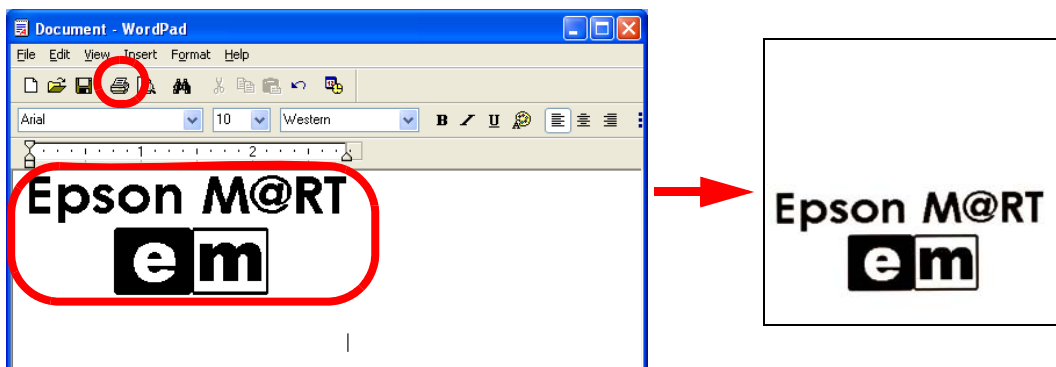 Document - WordPad
File Edit View Insert Format Help
Arial 10 Western B / U
1 2
Epson M@RT
em
Epson M@RT
em